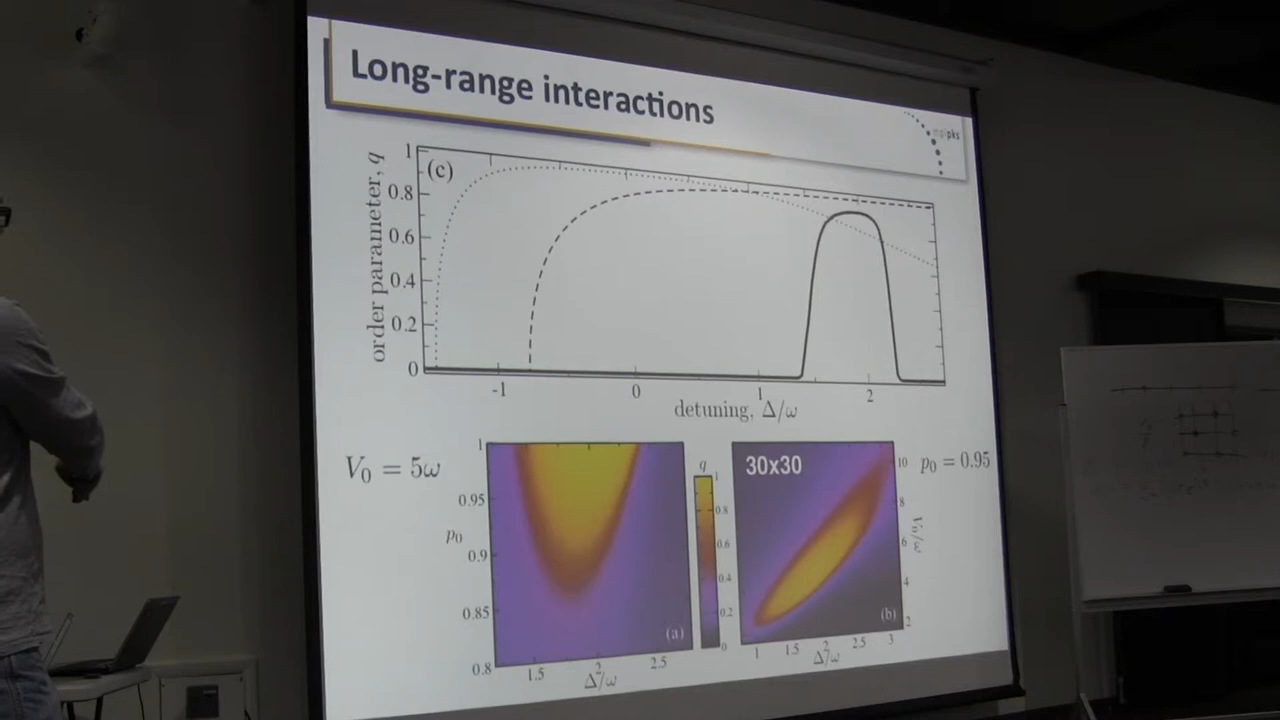 Long-range interactions
mpipks
(c)
order parameter, q
1
0.8
0.6
0.4
0.2
0
-1 0 1 2
detuning, Δ/ω
V₀ = 5ω
p₀
1
0.95
0.9
0.85
0.8
1.5 2 2.5
Δ/ω
(a)
q
1
0.8
0.6
0.4
0.2
0
30x30
(b)
1 1.5 2 2.5 3
Δ/ω
10
8
6
4
2
V₀/ω
p₀ = 0.95